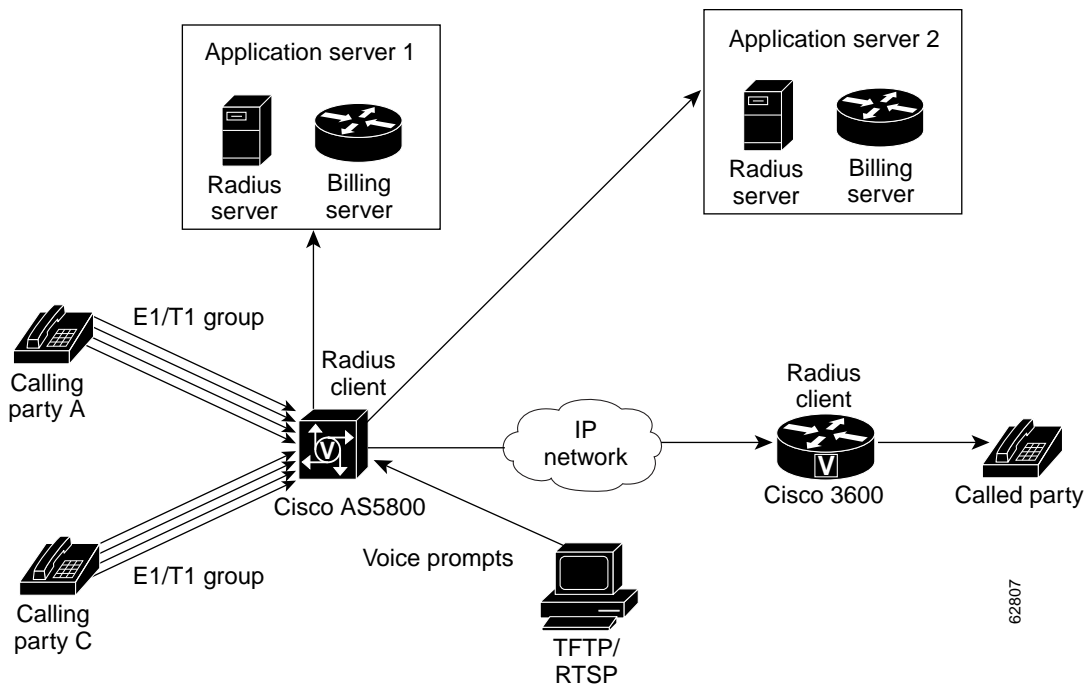 Application server 1
Radius
server
Billing
server
Application server 2
Radius
server
Billing
server
E1/T1 group
Calling
party A
Radius
client
V
Cisco AS5800
IP
network
Radius
client
V
Cisco 3600
Called party
E1/T1 group
Calling
party C
Voice prompts
TFTP/
RTSP
62807